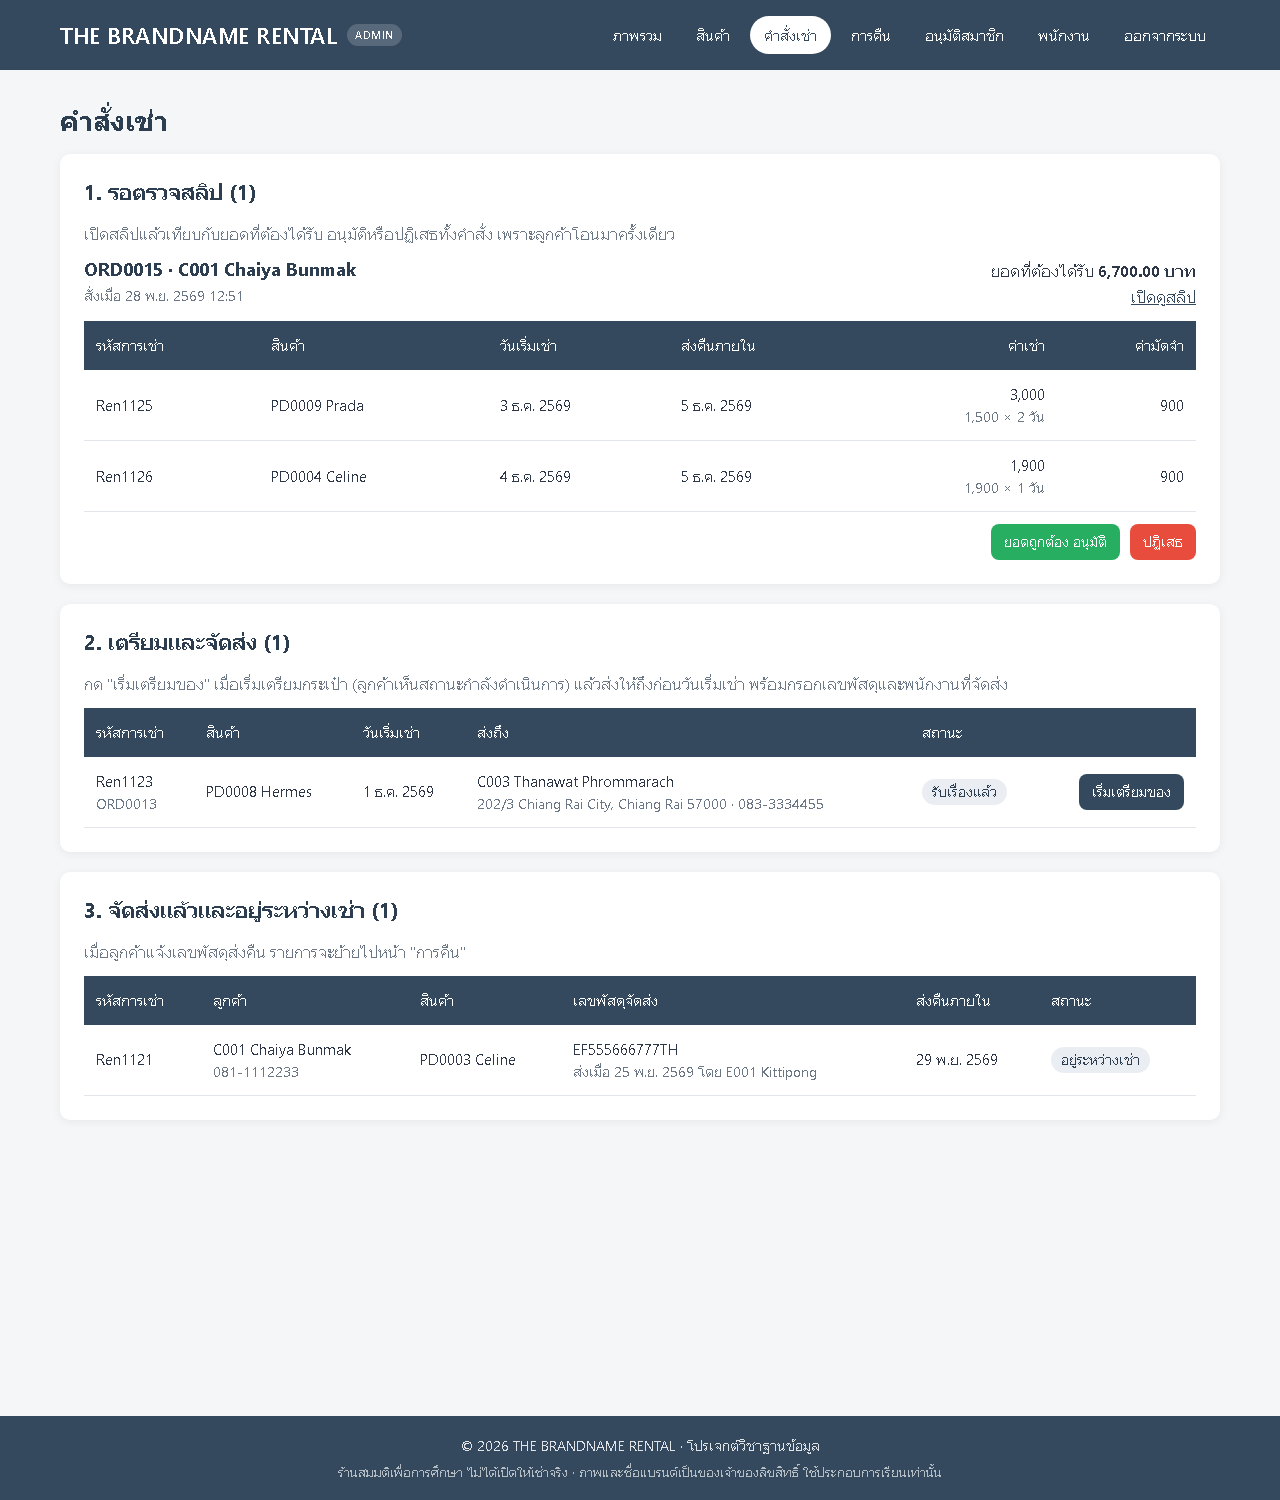 THE BRANDNAME RENTAL ADMIN ภาพรวม สินค้า คำสั่งเช่า การคืน อนุมัติสมาชิก พนักงาน ออกจากระบบ
คำสั่งเช่า
1. รอตรวจสลิป (1)
เปิดสลิปแล้วเทียบกับยอดที่ต้องได้รับ อนุมัติหรือปฏิเสธทั้งคำสั่ง เพราะลูกค้าโอนมาครั้งเดียว
ORD0015 · C001 Chaiya Bunmak ยอดที่ต้องได้รับ 6,700.00 บาท
สั่งเมื่อ 28 พ.ย. 2569 12:51 เปิดดูสลิป
รหัสการเช่า สินค้า วันเริ่มเช่า ส่งคืนภายใน ค่าเช่า ค่ามัดจำ
Ren1125 PD0009 Prada 3 ธ.ค. 2569 5 ธ.ค. 2569 3,000 900
1,500 × 2 วัน
Ren1126 PD0004 Celine 4 ธ.ค. 2569 5 ธ.ค. 2569 1,900 900
1,900 × 1 วัน
ยอดถูกต้อง อนุมัติ ปฏิเสธ
2. เตรียมและจัดส่ง (1)
กด "เริ่มเตรียมของ" เมื่อเริ่มเตรียมกระเป๋า (ลูกค้าเห็นสถานะกำลังดำเนินการ) แล้วส่งให้ถึงก่อนวันเริ่มเช่า พร้อมกรอกเลขพัสดุและพนักงานที่จัดส่ง
รหัสการเช่า สินค้า วันเริ่มเช่า ส่งถึง สถานะ
Ren1123 PD0008 Hermes 1 ธ.ค. 2569 C003 Thanawat Phrommarach รับเรื่องแล้ว เริ่มเตรียมของ
ORD0013 202/3 Chiang Rai City, Chiang Rai 57000 · 083-3334455
3. จัดส่งแล้วและอยู่ระหว่างเช่า (1)
เมื่อลูกค้าแจ้งเลขพัสดุส่งคืน รายการจะย้ายไปหน้า "การคืน"
รหัสการเช่า ลูกค้า สินค้า เลขพัสดุจัดส่ง ส่งคืนภายใน สถานะ
Ren1121 C001 Chaiya Bunmak PD0003 Celine EF555666777TH 29 พ.ย. 2569 อยู่ระหว่างเช่า
081-1112233 ส่งเมื่อ 25 พ.ย. 2569 โดย E001 Kittipong
© 2026 THE BRANDNAME RENTAL · โปรเจกต์วิชาฐานข้อมูล
ร้านสมมติเพื่อการศึกษา ไม่ได้เปิดให้เช่าจริง · ภาพและชื่อแบรนด์เป็นของเจ้าของลิขสิทธิ์ ใช้ประกอบการเรียนเท่านั้น